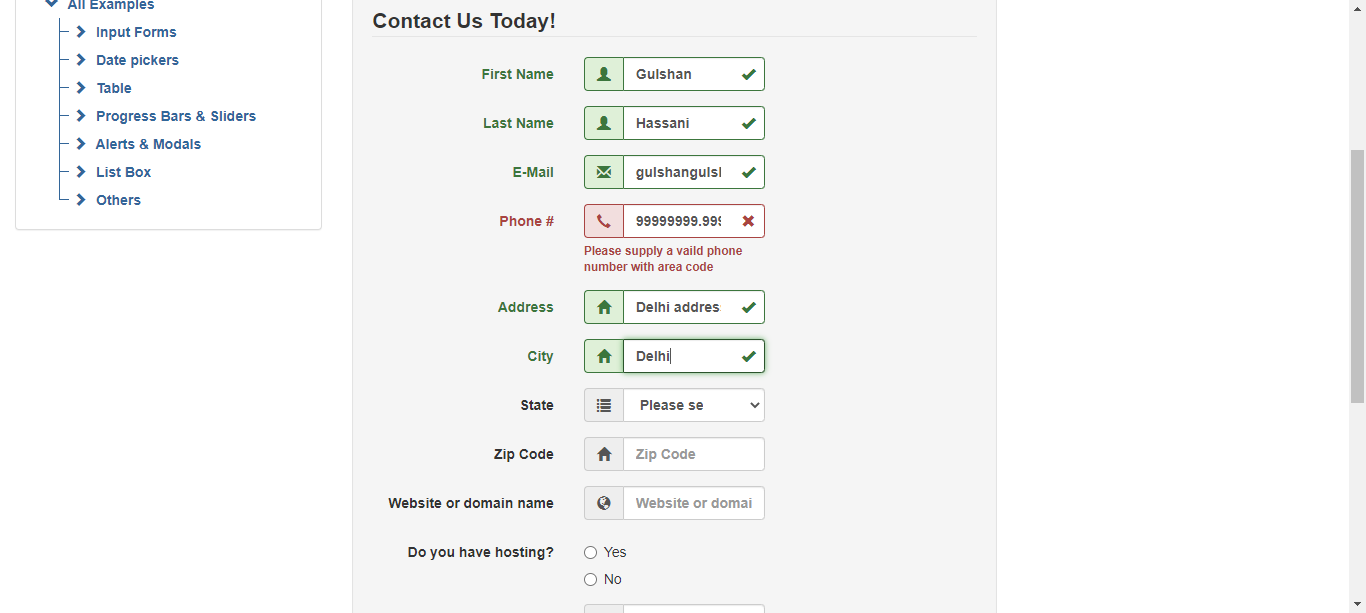 All Examples
Input Forms
Date pickers
Table
Progress Bars & Sliders
Alerts & Modals
List Box
Others
Contact Us Today!
First Name Gulshan
Last Name Hassani
E-Mail gulshangulsl
Phone # 99999999.999
Please supply a vaild phone
number with area code
Address Delhi addres
City Delhi
State Please se
Zip Code Zip Code
Website or domain name Website or domai
Do you have hosting? Yes
No